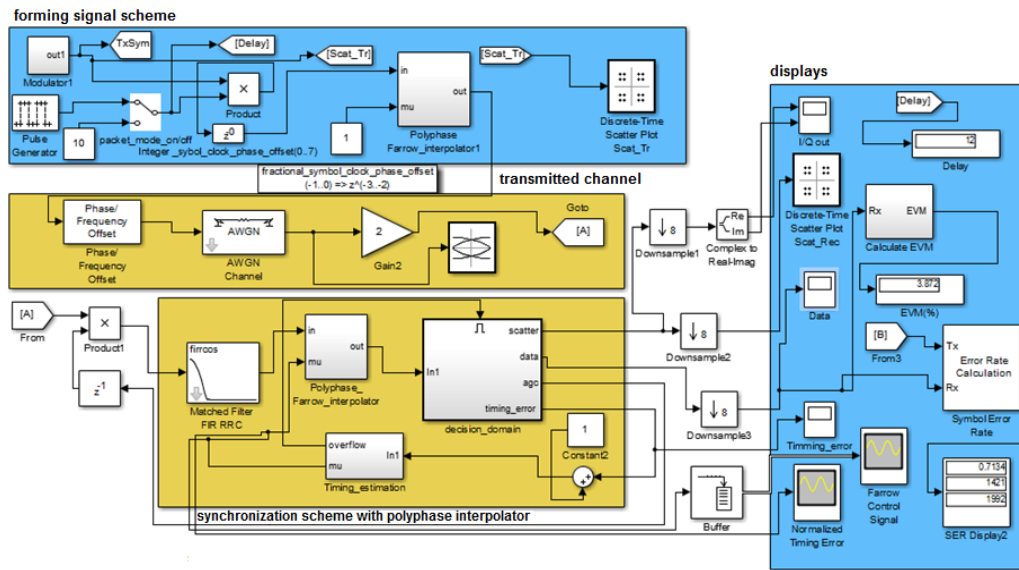 forming signal scheme
out1
Modulator1
TxSym
[Delay]
[Scat_Tr]
Pulse
Generator
10
packet_mode_on/off
×
Product
z⁰
Integer_sybol_clock_phase_offset(0..7)
1
in
mu
out
Polyphase
Farrow_interpolator1
[Scat_Tr]
Discrete-Time
Scatter Plot
Scat_Tr
fractional_symbol_clock_phase_offset
(-1..0) => z^(-3..-2)
transmitted channel
Phase/
Frequency
Offset
Phase/
Frequency
Offset
AWGN
AWGN
Channel
2
Gain2
Goto
[A]
[A]
From
×
Product1
z⁻¹
firrcos
Matched Filter
FIR RRC
in
mu
out
Polyphase_
Farrow_interpolator
In1
scatter
data
agc
timing_error
decision_domain
overflow
mu
In1
Timing_estimation
1
Constant2
synchronization scheme with polyphase interpolator
8
Downsample1
Re
Im
Complex to
Real-Imag
8
Downsample2
8
Downsample3
Buffer
displays
I/Q out
[Delay]
12
Delay
Discrete-Time
Scatter Plot
Scat_Rec
Rx
EVM
Calculate EVM
3.872
EVM(%)
Data
[B]
From3
Tx
Rx
Error Rate
Calculation
Symbol Error
Rate
Timming_error
Normalized
Timing Error
Farrow
Control
Signal
0.7134
1421
1992
SER Display2